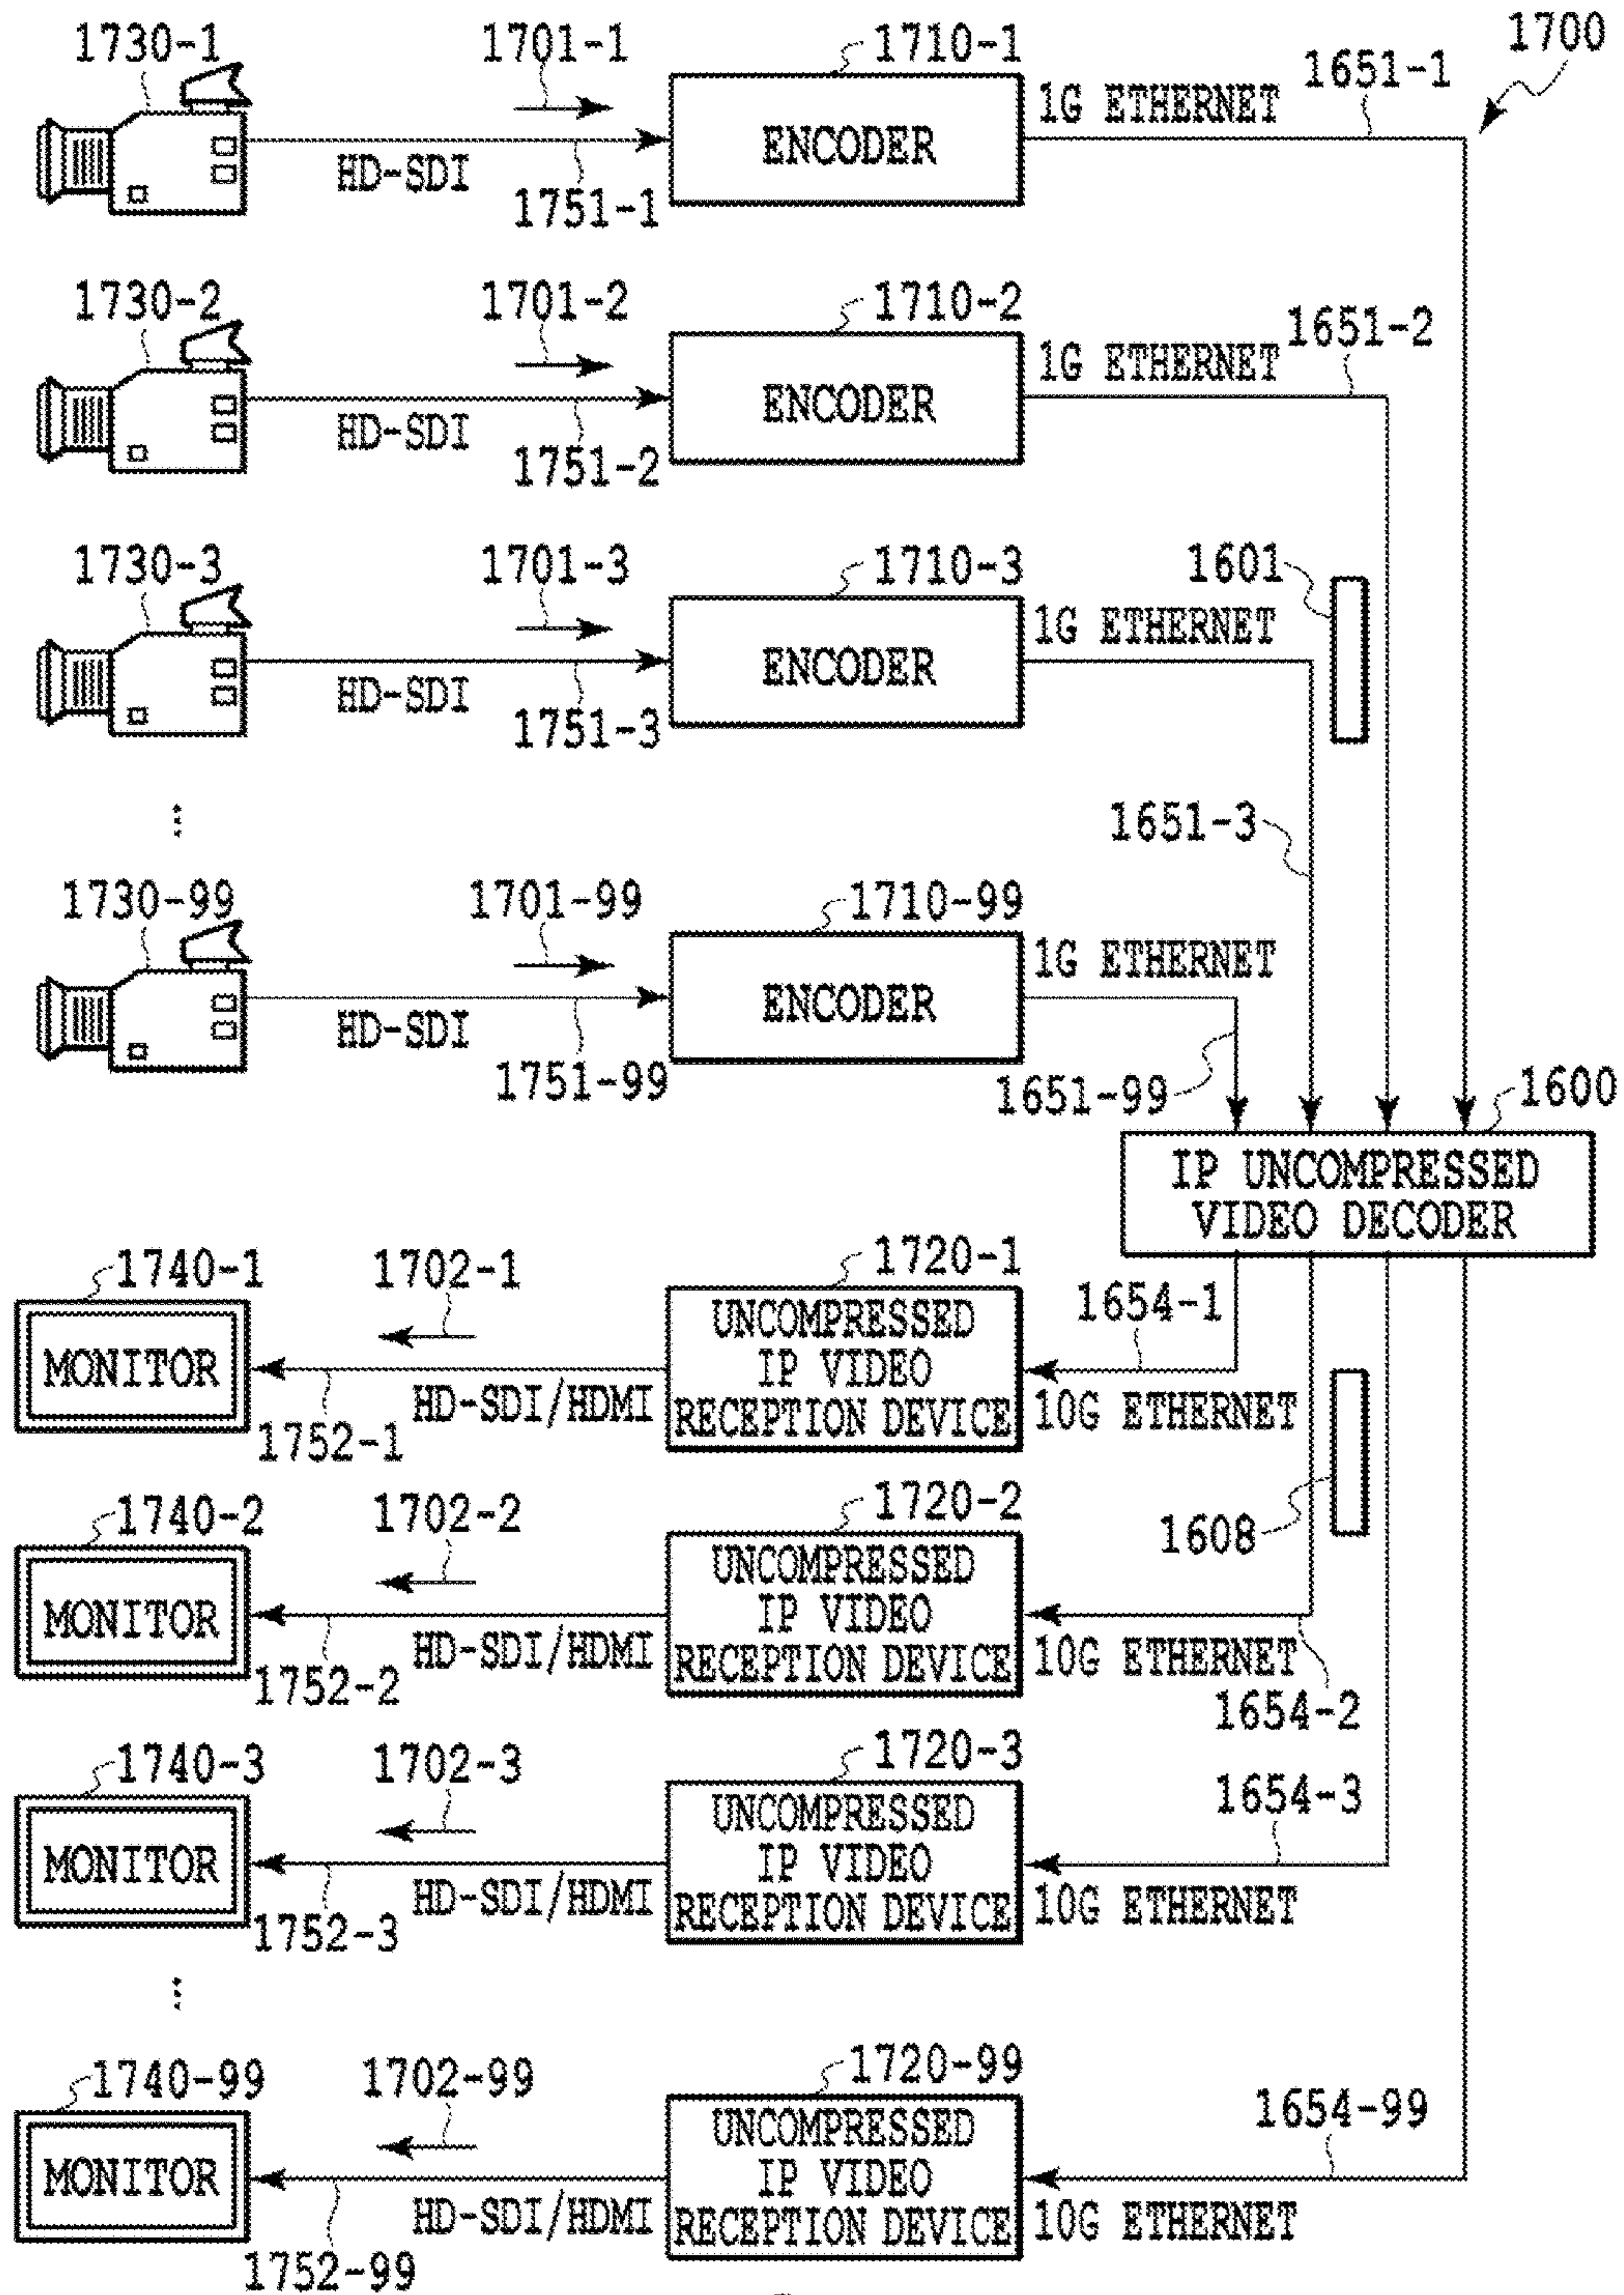 1700
1730-1
1701-1
1710-1
1651-1
1G ETHERNET
ENCODER
HD-SDI
1751-1
1730-2
1701-2
1710-2
1651-2
1G ETHERNET
ENCODER
HD-SDI
1751-2
1730-3
1701-3
1710-3
1601
1G ETHERNET
ENCODER
HD-SDI
1751-3
...
1651-3
1730-99
1701-99
1710-99
1G ETHERNET
ENCODER
HD-SDI
1751-99
1651-99
1600
IP UNCOMPRESSED
VIDEO DECODER
1740-1
1702-1
1720-1
1654-1
MONITOR
UNCOMPRESSED
IP VIDEO
RECEPTION DEVICE
HD-SDI/HDMI
10G ETHERNET
1752-1
1740-2
1702-2
1720-2
1608
MONITOR
UNCOMPRESSED
IP VIDEO
RECEPTION DEVICE
HD-SDI/HDMI
10G ETHERNET
1752-2
1654-2
1740-3
1702-3
1720-3
1654-3
MONITOR
UNCOMPRESSED
IP VIDEO
RECEPTION DEVICE
HD-SDI/HDMI
10G ETHERNET
1752-3
...
1740-99
1702-99
1720-99
1654-99
MONITOR
UNCOMPRESSED
IP VIDEO
RECEPTION DEVICE
HD-SDI/HDMI
10G ETHERNET
1752-99